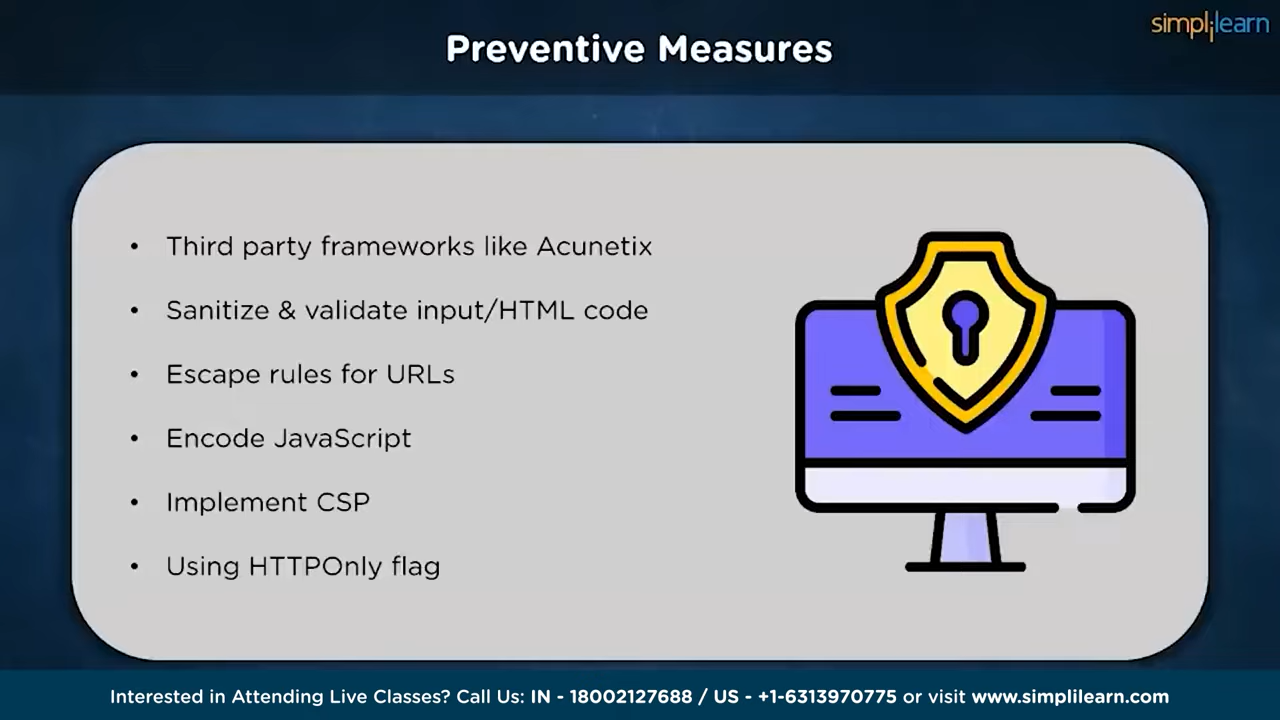 simplilearn
Preventive Measures
• Third party frameworks like Acunetix
• Sanitize & validate input/HTML code
• Escape rules for URLs
• Encode JavaScript
• Implement CSP
• Using HTTPOnly flag
Interested in Attending Live Classes? Call Us: IN - 18002127688 / US - +1-6313970775 or visit www.simplilearn.com